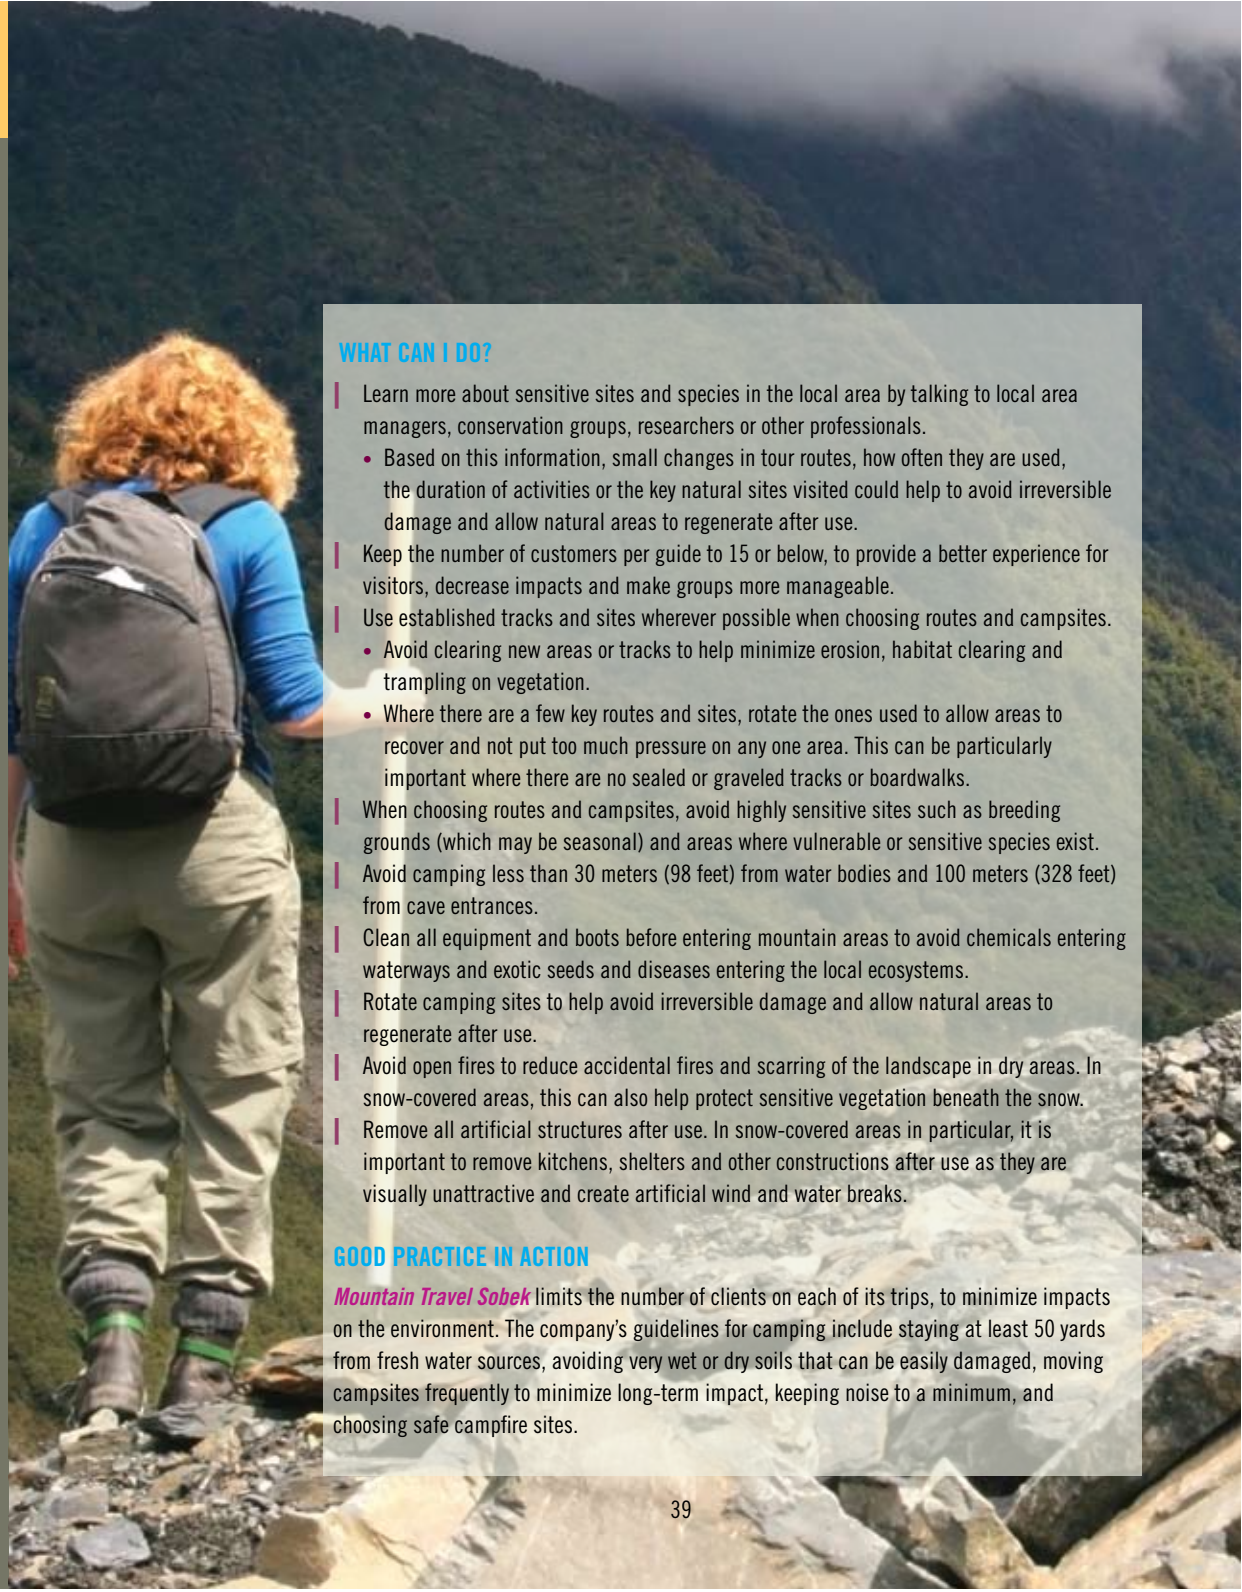 WHAT CAN I DO?
Learn more about sensitive sites and species in the local area by talking to local area
managers, conservation groups, researchers or other professionals.
• Based on this information, small changes in tour routes, how often they are used,
the duration of activities or the key natural sites visited could help to avoid irreversible
damage and allow natural areas to regenerate after use.
Keep the number of customers per guide to 15 or below, to provide a better experience for
visitors, decrease impacts and make groups more manageable.
Use established tracks and sites wherever possible when choosing routes and campsites.
• Avoid clearing new areas or tracks to help minimize erosion, habitat clearing and
trampling on vegetation.
• Where there are a few key routes and sites, rotate the ones used to allow areas to
recover and not put too much pressure on any one area. This can be particularly
important where there are no sealed or graveled tracks or boardwalks.
When choosing routes and campsites, avoid highly sensitive sites such as breeding
grounds (which may be seasonal) and areas where vulnerable or sensitive species exist.
Avoid camping less than 30 meters (98 feet) from water bodies and 100 meters (328 feet)
from cave entrances.
Clean all equipment and boots before entering mountain areas to avoid chemicals entering
waterways and exotic seeds and diseases entering the local ecosystems.
Rotate camping sites to help avoid irreversible damage and allow natural areas to
regenerate after use.
Avoid open fires to reduce accidental fires and scarring of the landscape in dry areas. In
snow-covered areas, this can also help protect sensitive vegetation beneath the snow.
Remove all artificial structures after use. In snow-covered areas in particular, it is
important to remove kitchens, shelters and other constructions after use as they are
visually unattractive and create artificial wind and water breaks.
GOOD PRACTICE IN ACTION
Mountain Travel Sobek limits the number of clients on each of its trips, to minimize impacts
on the environment. The company’s guidelines for camping include staying at least 50 yards
from fresh water sources, avoiding very wet or dry soils that can be easily damaged, moving
campsites frequently to minimize long-term impact, keeping noise to a minimum, and
choosing safe campfire sites.
39